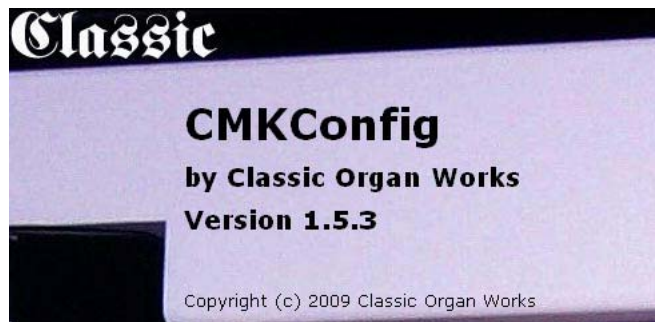 Classic
CMKConfig
by Classic Organ Works
Version 1.5.3
Copyright (c) 2009 Classic Organ Works